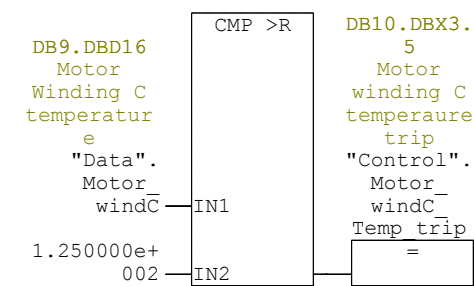 CMP >R
DB9.DBD16
Motor
Winding C
temperatur
e
"Data".
Motor_
windC
IN1
1.250000e+
002
IN2
DB10.DBX3.
5
Motor
winding C
temperaure
trip
"Control".
Motor_
windC_
Temp_trip
=